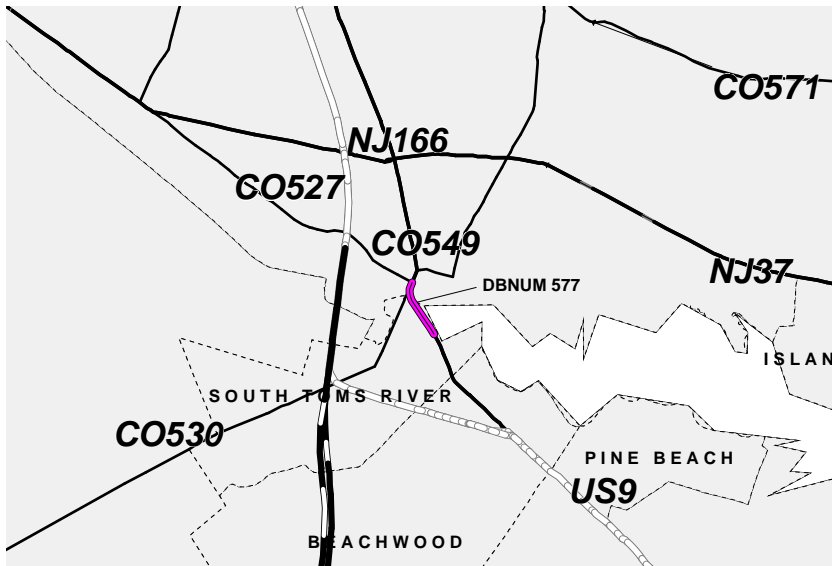 CO571
NJ166
CO527
CO549
NJ37
DBNUM 577
ISLAN
SOUTH TOMS RIVER
CO530
PINE BEACH
US9
BEACHWOOD